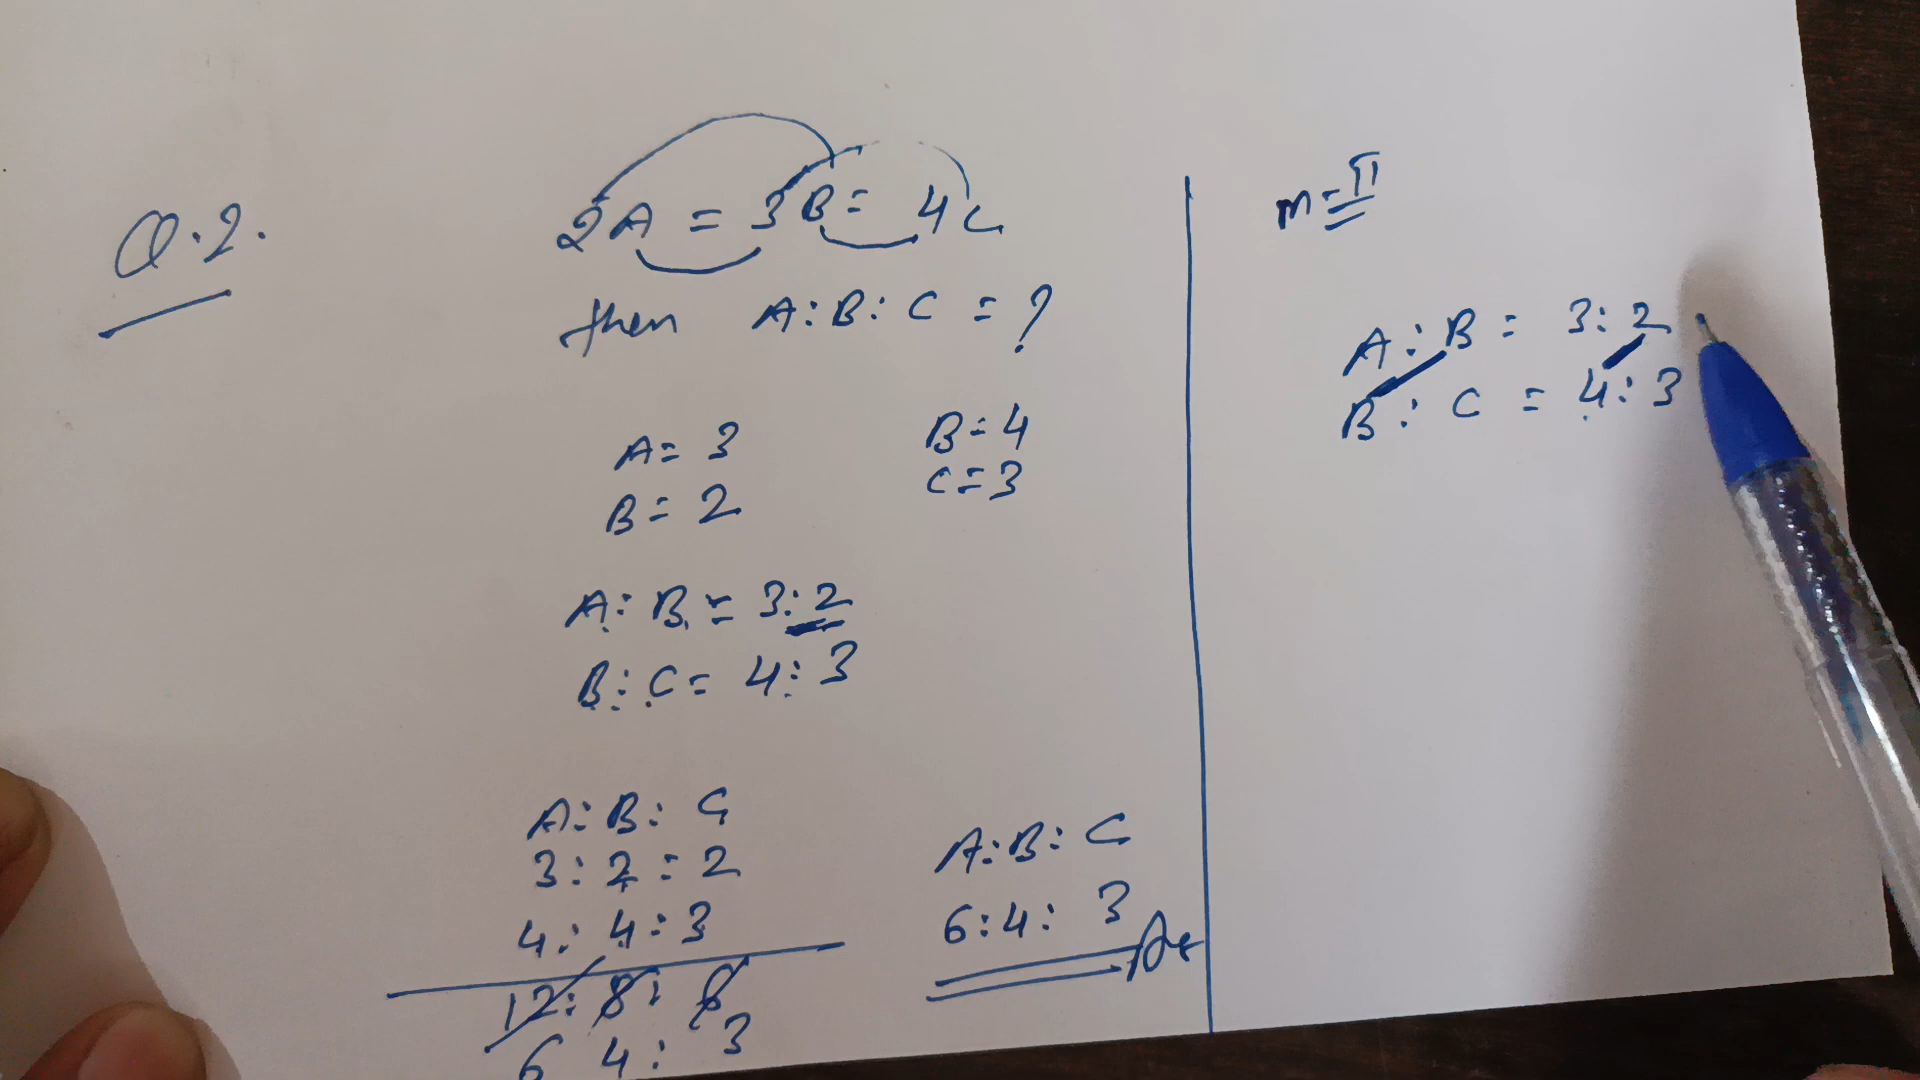 Q.2.
2A = 3B = 4C
then A:B:C = ?
A = 3
B = 2
B = 4
C = 3
A:B = 3:2
B:C = 4:3
A:B:C
3:2:2
4:4:3
12:8:6
6 4: 3
A:B:C
6:4:3
m-II
A:B = 3:2
B:C = 4:3